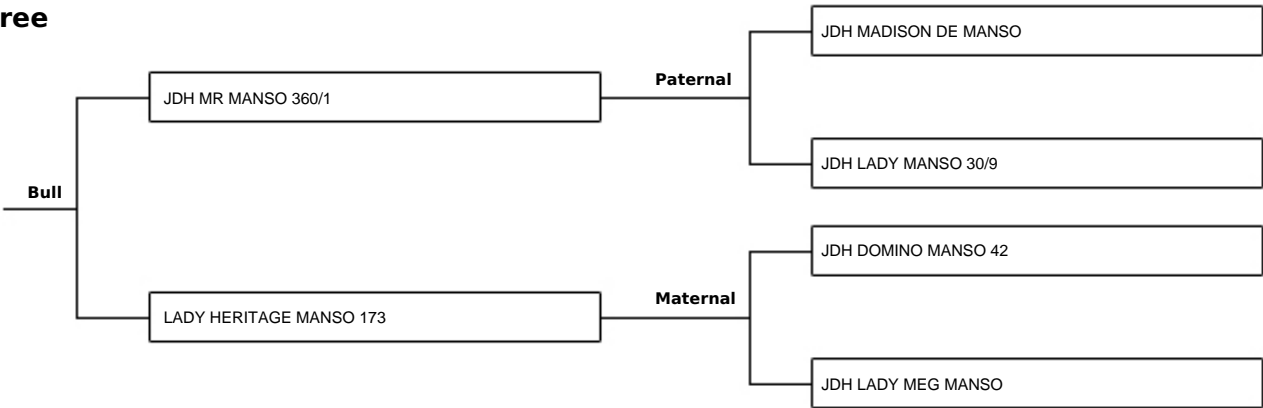 ree
JDH MADISON DE MANSO
Paternal
JDH MR MANSO 360/1
JDH LADY MANSO 30/9
Bull
JDH DOMINO MANSO 42
Maternal
LADY HERITAGE MANSO 173
JDH LADY MEG MANSO